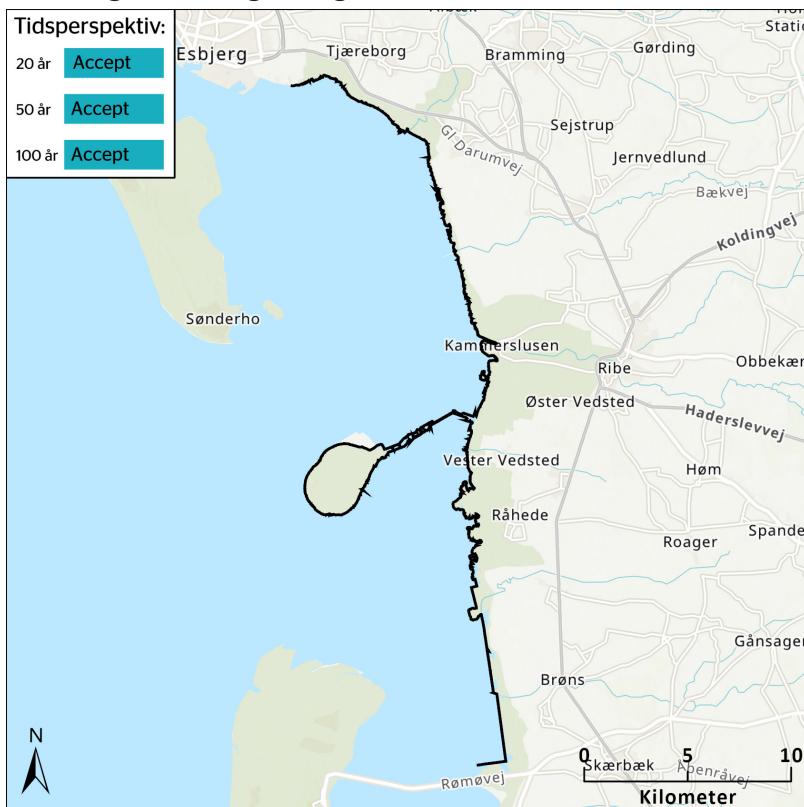 Tidsperspektiv:
20 år Accept
50 år Accept
100 år Accept
Esbjerg
Tjæreborg
Bramming
Gørding
Statio
Sejstrup
Gl Darumvej
Jernvedlund
Bækvej
Koldingvej
Sønderho
Kammerslusen
Ribe
Obbekær
Øster Vedsted
Haderslevvej
Vester Vedsted
Høm
Råhede
Spande
Roager
Gånsager
Brøns
N
Skærbæk
Åbenråvej
Rømøvej
0 5 10
Kilometer